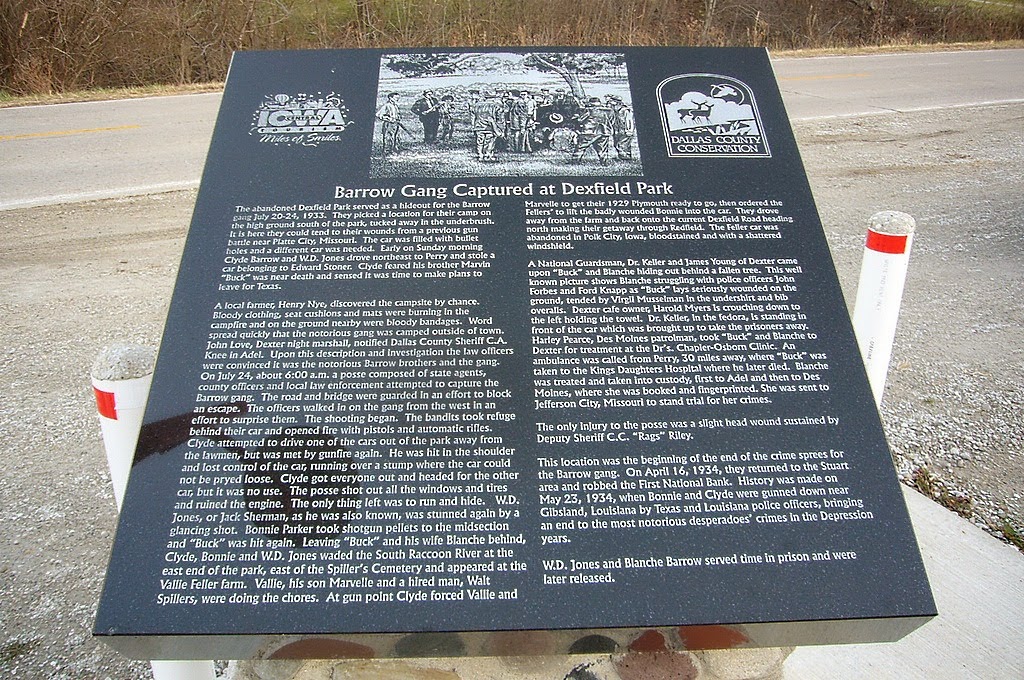 CENTRAL
IOWA
TOURISM
Miles of Smiles.
DALLAS COUNTY
CONSERVATION
Barrow Gang Captured at Dexfield Park
The abandoned Dexfield Park served as a hideout for the Barrow
gang July 20-24, 1933. They picked a location for their camp on
the high ground south of the park, tucked away in the underbrush.
It is here they could tend to their wounds from a previous gun
battle near Platte City, Missouri. The car was filled with bullet
holes and a different car was needed. Early on Sunday morning
Clyde Barrow and W.D. Jones drove northeast to Perry and stole a
car belonging to Edward Stoner. Clyde feared his brother Marvin
"Buck" was near death and sensed it was time to make plans to
leave for Texas.
A local farmer, Henry Nye, discovered the campsite by chance.
Bloody clothing, seat cushions and mats were burning in the
campfire and on the ground nearby were bloody bandages. Word
spread quickly that the notorious gang was camped outside of town.
John Love, Dexter night marshall, notified Dallas County Sheriff C.A.
Knee in Adel. Upon this description and investigation the law officers
were convinced it was the notorious Barrow brothers and the gang.
On July 24, about 6:00 a.m. a posse composed of state agents,
county officers and local law enforcement attempted to capture the
Barrow gang. The road and bridge were guarded in an effort to block
an escape. The officers walked in on the gang from the west in an
effort to surprise them. The shooting began. The bandits took refuge
behind their car and opened fire with pistols and automatic rifles.
Clyde attempted to drive one of the cars out of the park away from
the lawmen, but was met by gunfire again. He was hit in the shoulder
and lost control of the car, running over a stump where the car could
not be pryed loose. Clyde got everyone out and headed for the other
car, but it was no use. The posse shot out all the windows and tires
and ruined the engine. The only thing left was to run and hide. W.D.
Jones, or Jack Sherman, as he was also known, was stunned again by a
glancing shot. Bonnie Parker took shotgun pellets to the midsection
and "Buck" was hit again. Leaving "Buck" and his wife Blanche behind,
Clyde, Bonnie and W.D. Jones waded the South Raccoon River at the
east end of the park, east of the Spiller's Cemetery and appeared at the
Vallie Feller farm. Vallie, his son Marvelle and a hired man, Walt
Spillers, were doing the chores. At gun point Clyde forced Vallie and
Marvelle to get their 1929 Plymouth ready to go, then ordered the
Fellers' to lift the badly wounded Bonnie into the car. They drove
away from the farm and back onto the current Dexfield Road heading
north making their getaway through Redfield. The Feller car was
abandoned in Polk City, Iowa, bloodstained and with a shattered
windshield.
A National Guardsman, Dr. Keller and James Young of Dexter came
upon "Buck" and Blanche hiding out behind a fallen tree. This well
known picture shows Blanche struggling with police officers John
Forbes and Ford Knapp as "Buck" lays seriously wounded on the
ground, tended by Virgil Musselman in the undershirt and bib
overalls. Dexter cafe owner, Harold Myers is crouching down to
the left holding the towel. Dr. Keller, in the fedora, is standing in
front of the car which was brought up to take the prisoners away.
Harley Pearce, Des Moines patrolman, took "Buck" and Blanche to
Dexter for treatment at the Dr's. Chapler-Osborn Clinic. An
ambulance was called from Perry, 30 miles away, where "Buck" was
taken to the Kings Daughters Hospital where he later died. Blanche
was treated and taken into custody, first to Adel and then to Des
Moines, where she was booked and fingerprinted. She was sent to
Jefferson City, Missouri to stand trial for her crimes.
The only injury to the posse was a slight head wound sustained by
Deputy Sheriff C.C. "Rags" Riley.
This location was the beginning of the end of the crime sprees for
the Barrow gang. On April 16, 1934, they returned to the Stuart
area and robbed the First National Bank. History was made on
May 23, 1934, when Bonnie and Clyde were gunned down near
Gibsland, Louisiana by Texas and Louisiana police officers, bringing
an end to the most notorious desperadoes' crimes in the Depression
years.
W.D. Jones and Blanche Barrow served time in prison and were
later released.